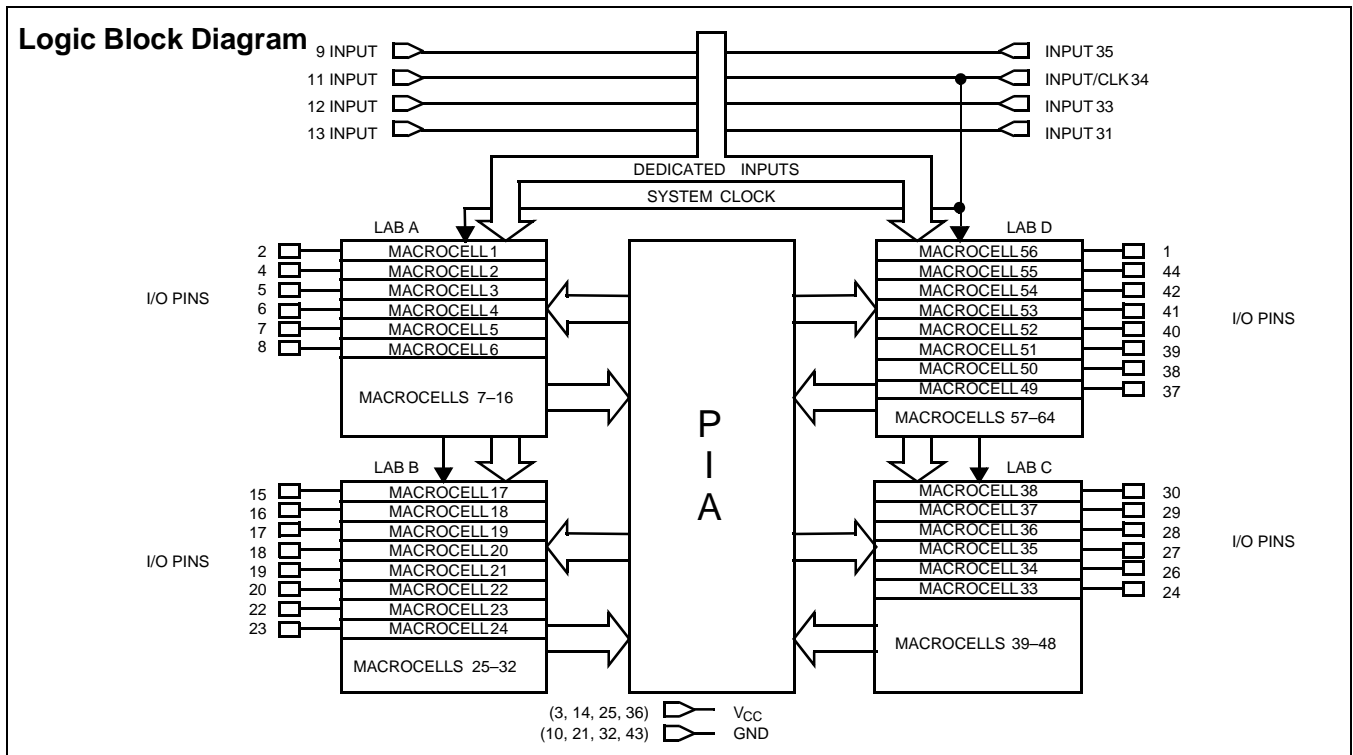 Logic Block Diagram
9 INPUT
11 INPUT
12 INPUT
13 INPUT
INPUT 35
INPUT/CLK 34
INPUT 33
INPUT 31
DEDICATED INPUTS
SYSTEM CLOCK
LAB A
2 MACROCELL 1
4 MACROCELL 2
5 MACROCELL 3
6 MACROCELL 4
7 MACROCELL 5
8 MACROCELL 6
MACROCELLS 7–16
I/O PINS
LAB B
15 MACROCELL 17
16 MACROCELL 18
17 MACROCELL 19
18 MACROCELL 20
19 MACROCELL 21
20 MACROCELL 22
22 MACROCELL 23
23 MACROCELL 24
MACROCELLS 25–32
I/O PINS
P
I
A
LAB D
MACROCELL 56 1
MACROCELL 55 44
MACROCELL 54 42
MACROCELL 53 41
MACROCELL 52 40
MACROCELL 51 39
MACROCELL 50 38
MACROCELL 49 37
MACROCELLS 57–64
I/O PINS
LAB C
MACROCELL 38 30
MACROCELL 37 29
MACROCELL 36 28
MACROCELL 35 27
MACROCELL 34 26
MACROCELL 33 24
MACROCELLS 39–48
I/O PINS
(3, 14, 25, 36) VCC
(10, 21, 32, 43) GND